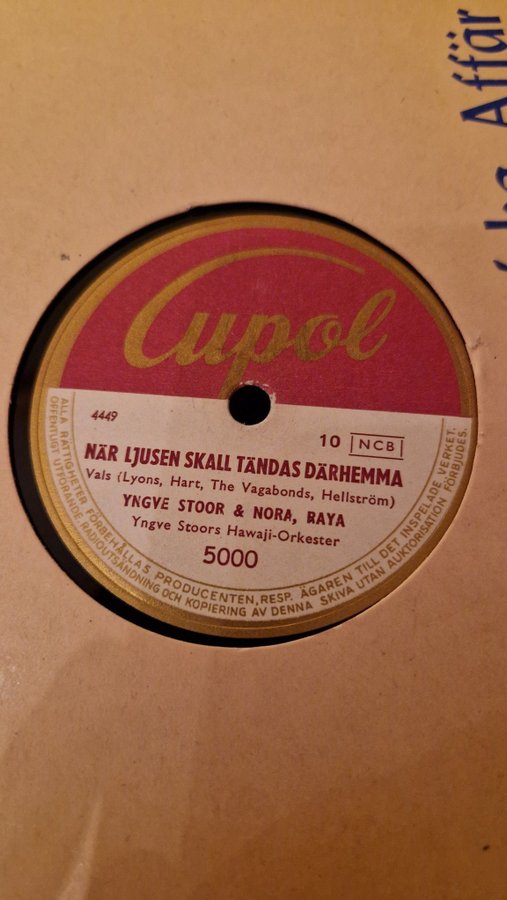 Affär
Cupol
4449
10 NCB
NÄR LJUSEN SKALL TÄNDAS DÄRHEMMA
Vals (Lyons, Hart, The Vagabonds, Hellström)
YNGVE STOOR & NORA, RAYA
Yngve Stoors Hawaji-Orkester
5000
ALLA RÄTTIGHETER FÖRBEHÅLLAS PRODUCENTEN, RESP. ÄGAREN TILL DET INSPELADE VERKET.
OFFENTLIGT UTFÖRANDE, RADIOUTSÄNDNING OCH KOPIERING AV DENNA SKIVA UTAN AUKTORISATION FÖRBJUDES.